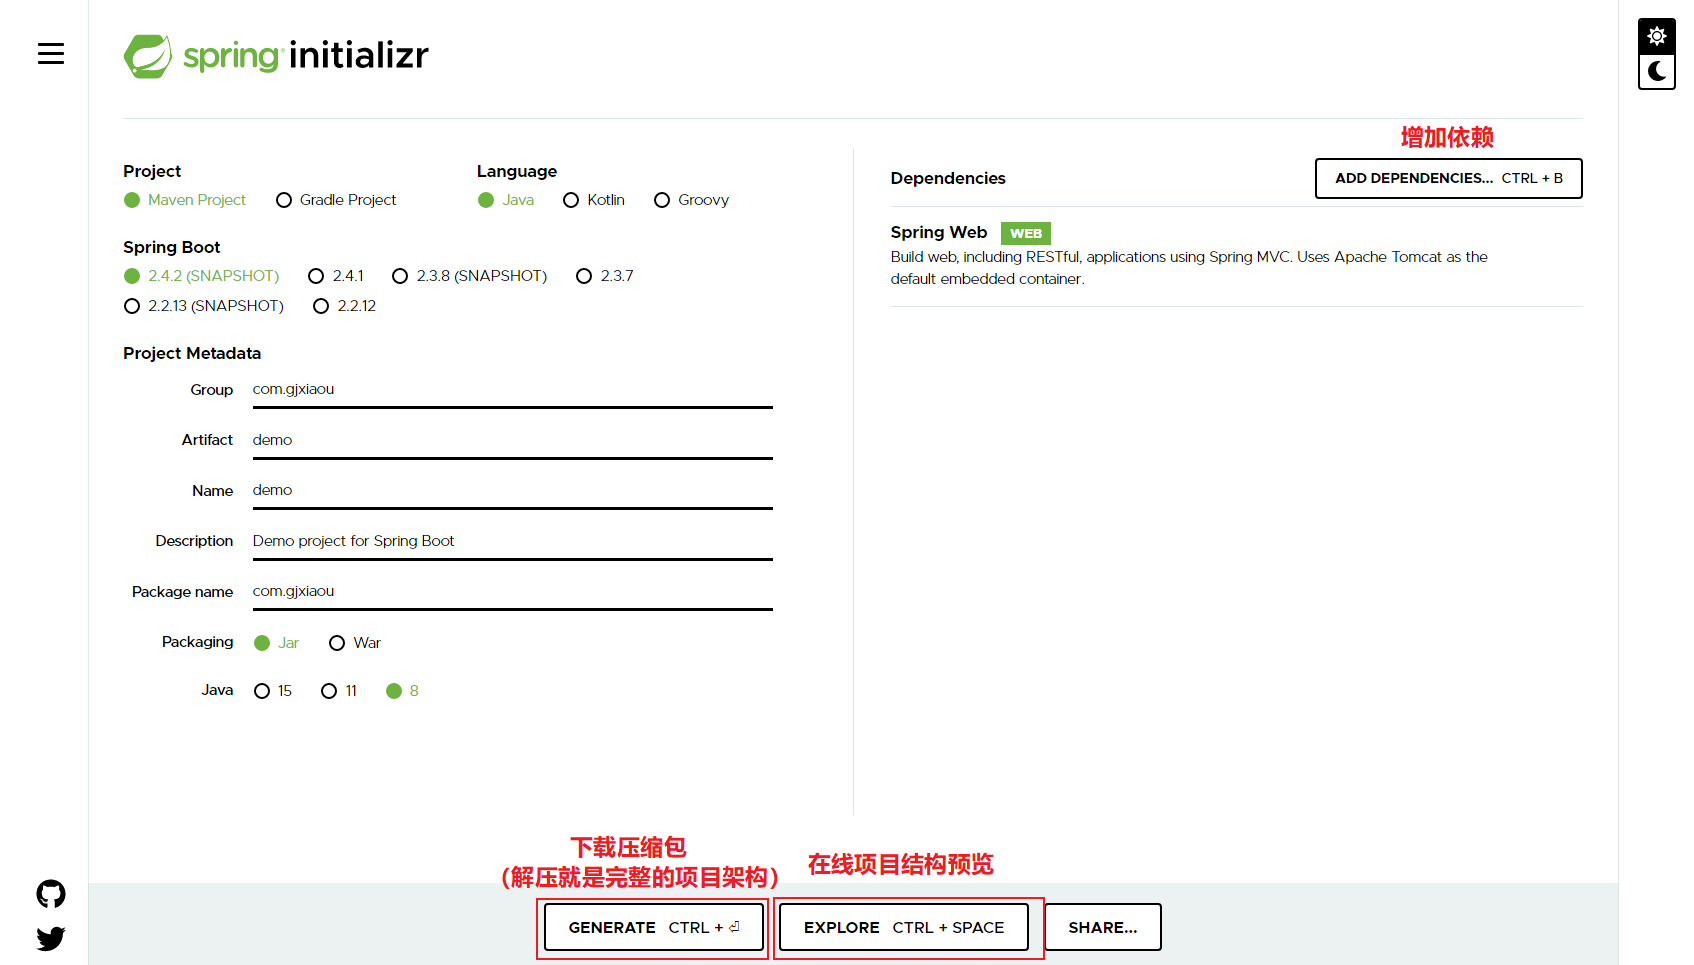 spring initializr
Project
Maven Project Gradle Project
Language
Java Kotlin Groovy
Spring Boot
2.4.2 (SNAPSHOT) 2.4.1 2.3.8 (SNAPSHOT) 2.3.7
2.2.13 (SNAPSHOT) 2.2.12
Project Metadata
Group com.gjxiaou
Artifact demo
Name demo
Description Demo project for Spring Boot
Package name com.gjxiaou
Packaging Jar War
Java 15 11 8
增加依赖
Dependencies ADD DEPENDENCIES... CTRL + B
Spring Web WEB
Build web, including RESTful, applications using Spring MVC. Uses Apache Tomcat as the
default embedded container.
下载压缩包
（解压就是完整的项目架构）
在线项目结构预览
GENERATE CTRL + ⏎ EXPLORE CTRL + SPACE SHARE...